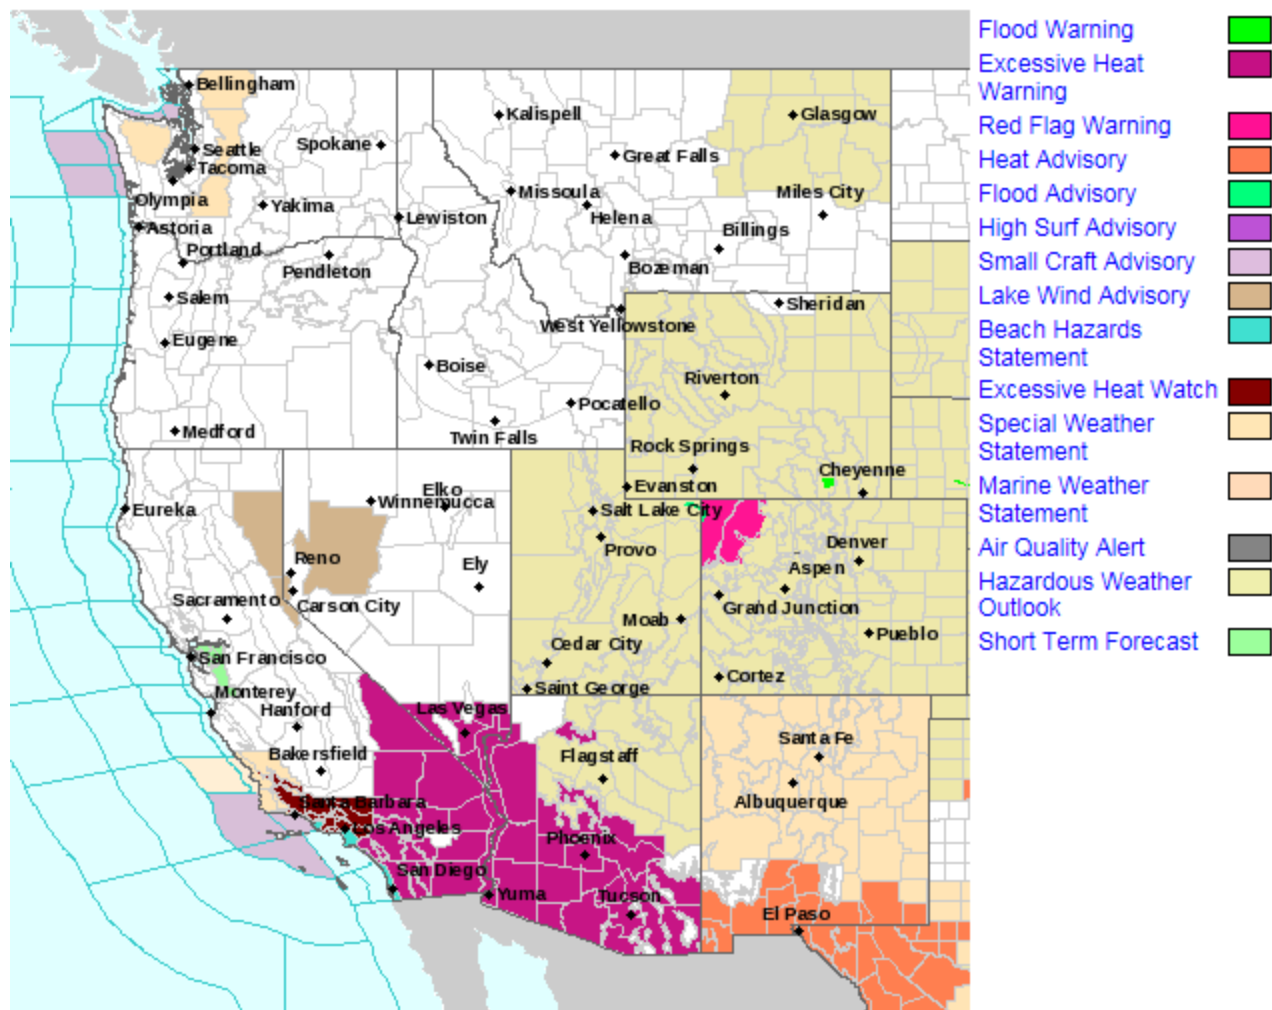 Bellingham
Seattle
Tacoma
Olympia
Astoria
Spokane
Yakima
Lewiston
Portland
Pendleton
Salem
Eugene
Medford
Kalispell
Great Falls
Missoula
Helena
Bozeman
Billings
Miles City
Glasgow
West Yellowstone
Sheridan
Boise
Pocatello
Twin Falls
Riverton
Rock Springs
Cheyenne
Evanston
Eureka
Elko
Winnemucca
Reno
Ely
Carson City
Sacramento
San Francisco
Monterey
Hanford
Bakersfield
Las Vegas
Salt Lake City
Provo
Moab
Cedar City
Saint George
Denver
Aspen
Grand Junction
Pueblo
Cortez
Santa Barbara
Los Angeles
San Diego
Yuma
Flagstaff
Phoenix
Tucson
Santa Fe
Albuquerque
El Paso
Flood Warning
Excessive Heat
Warning
Red Flag Warning
Heat Advisory
Flood Advisory
High Surf Advisory
Small Craft Advisory
Lake Wind Advisory
Beach Hazards
Statement
Excessive Heat Watch
Special Weather
Statement
Marine Weather
Statement
Air Quality Alert
Hazardous Weather
Outlook
Short Term Forecast